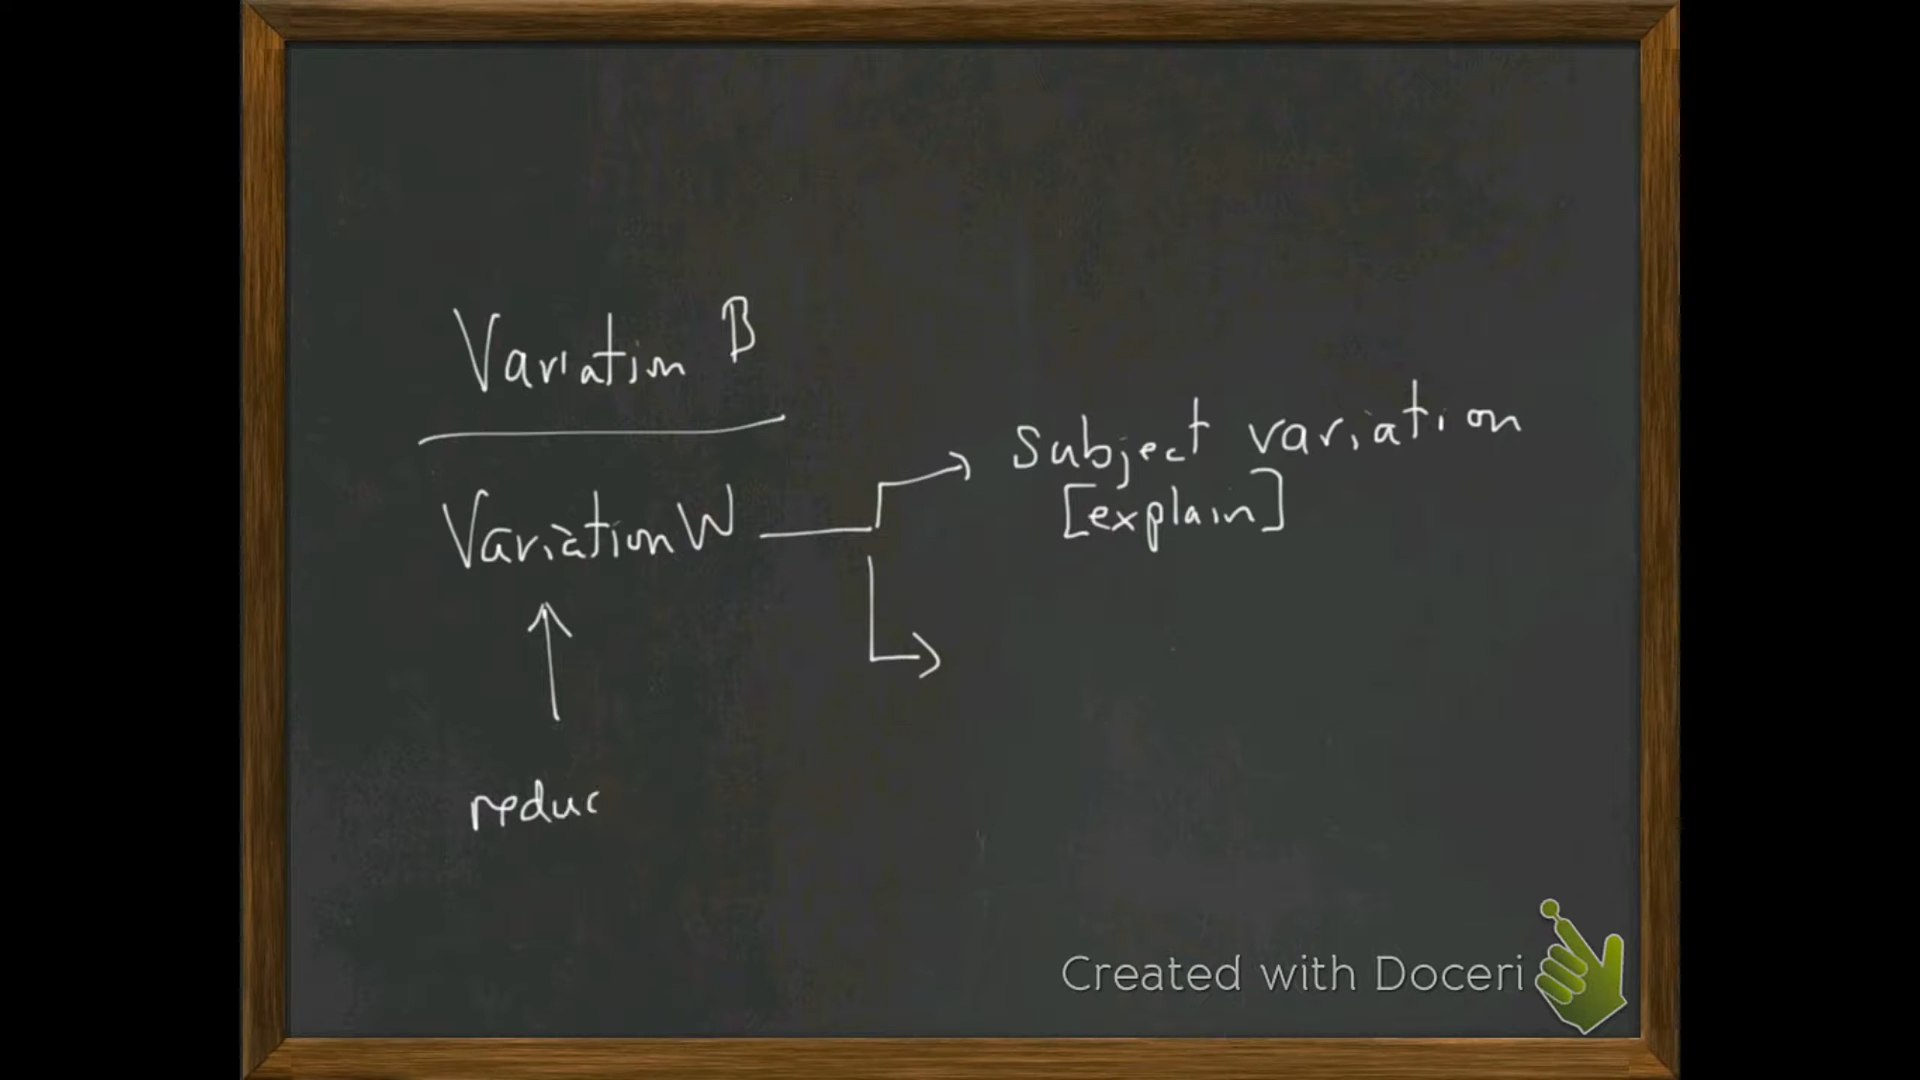 Variation B
Variation W
Subject variation
[explain]
reduc
Created with Doceri